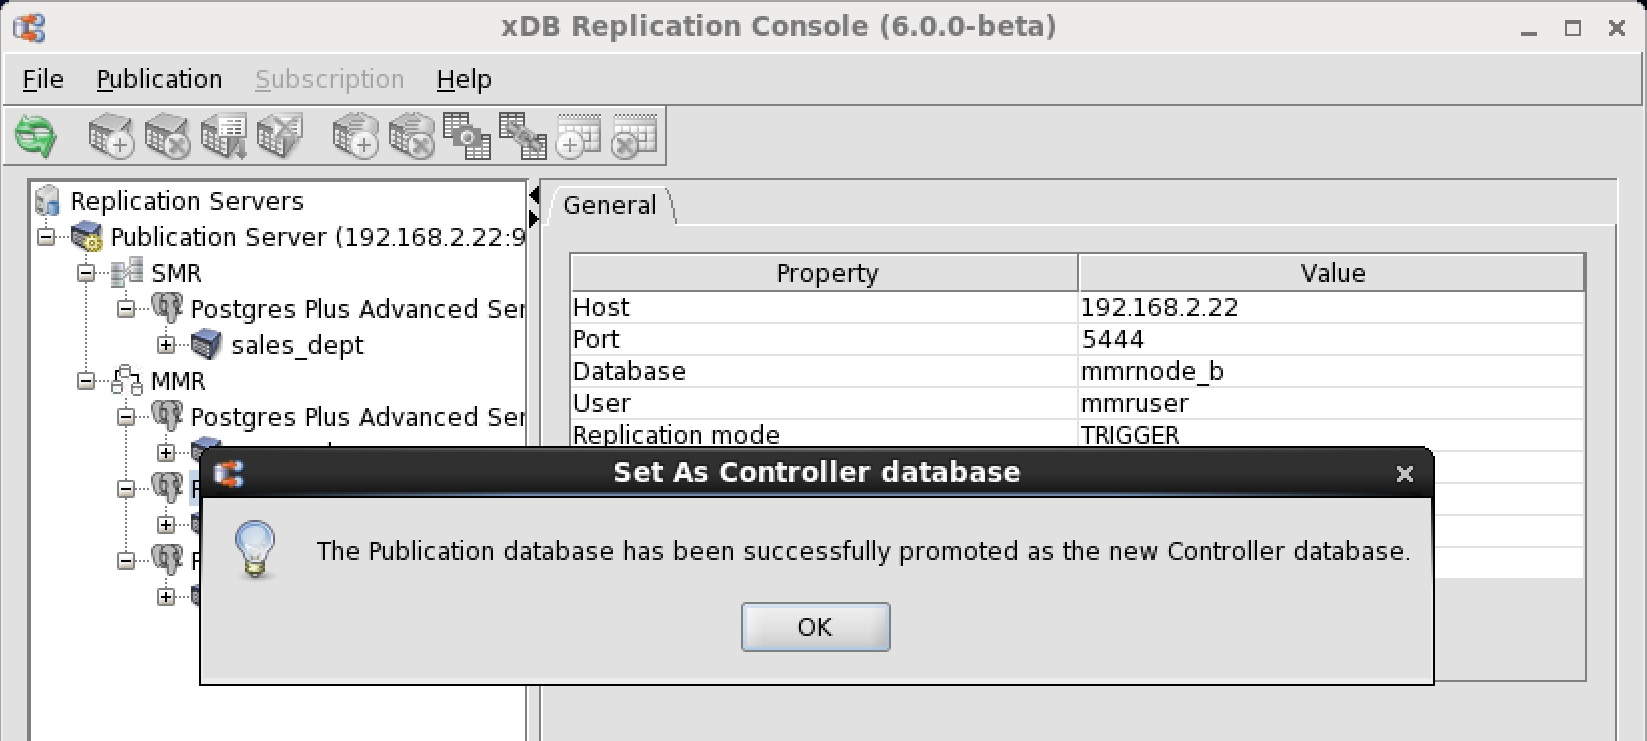 xDB Replication Console (6.0.0-beta)
File Publication Subscription Help
Replication Servers
Publication Server (192.168.2.22:9
SMR
Postgres Plus Advanced Ser
sales_dept
MMR
Postgres Plus Advanced Ser
General
Property Value
Host 192.168.2.22
Port 5444
Database mmrnode_b
User mmruser
Replication mode TRIGGER
Set As Controller database
The Publication database has been successfully promoted as the new Controller database.
OK